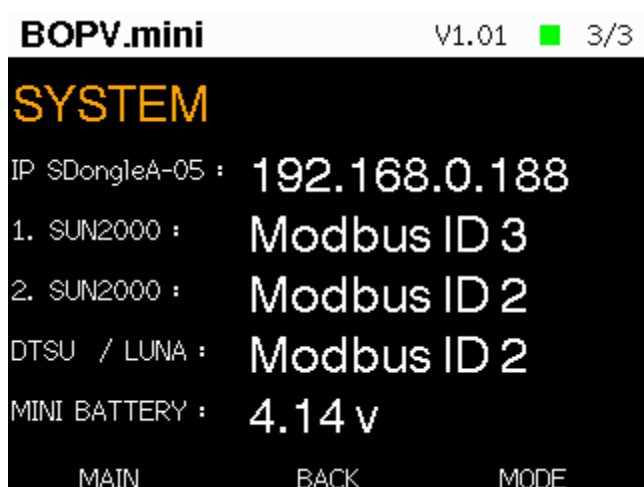 BOPV.mini V1.01 3/3
SYSTEM
IP SDongleA-05 : 192.168.0.188
1. SUN2000 : Modbus ID 3
2. SUN2000 : Modbus ID 2
DTSU / LUNA : Modbus ID 2
MINI BATTERY : 4.14 v
MAIN BACK MODE